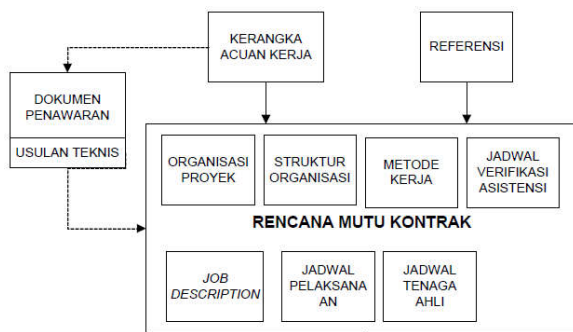 KERANGKA
ACUAN KERJA
REFERENSI
DOKUMEN
PENAWARAN
USULAN TEKNIS
ORGANISASI
PROYEK
STRUKTUR
ORGANISASI
METODE
KERJA
JADWAL
VERIFIKASI
ASISTENSI
RENCANA MUTU KONTRAK
JOB
DESCRIPTION
JADWAL
PELAKSANA
AN
JADWAL
TENAGA
AHLI